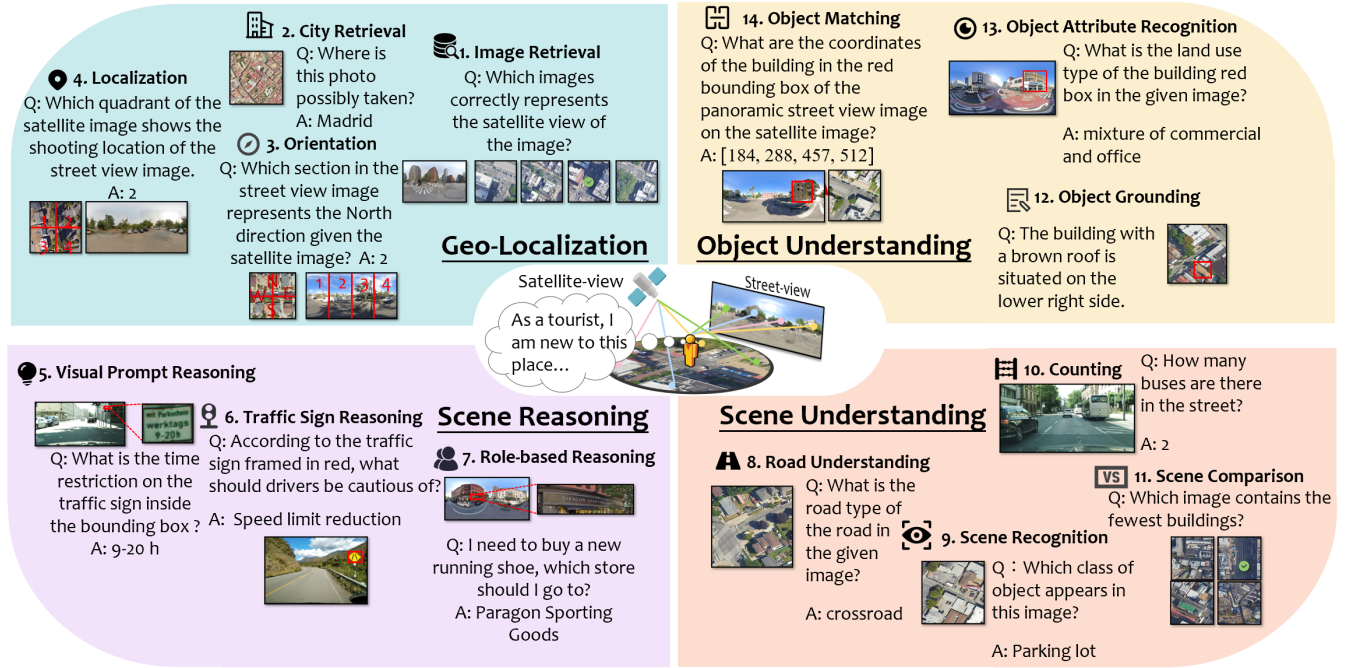 4. Localization
Q: Which quadrant of the
satellite image shows the
shooting location of the
street view image.
A: 2
1
3 4
2. City Retrieval
Q: Where is
this photo
possibly taken?
A: Madrid
3. Orientation
Q: Which section in the
street view image
represents the North
direction given the
satellite image? A: 2
N
W E
S
1 2 3 4
1. Image Retrieval
Q: Which images
correctly represents
the satellite view of
the image?
Geo-Localization
14. Object Matching
Q: What are the coordinates
of the building in the red
bounding box of the
panoramic street view image
on the satellite image?
A: [184, 288, 457, 512]
13. Object Attribute Recognition
Q: What is the land use
type of the building red
box in the given image?
A: mixture of commercial
and office
12. Object Grounding
Q: The building with
a brown roof is
situated on the
lower right side.
Object Understanding
Satellite-view
Street-view
As a tourist, I
am new to this
place…
5. Visual Prompt Reasoning
mit Parkschein
werktags
9-20h
Q: What is the time
restriction on the
traffic sign inside
the bounding box ?
A: 9-20 h
6. Traffic Sign Reasoning
Q: According to the traffic
sign framed in red, what
should drivers be cautious of?
A: Speed limit reduction
Scene Reasoning
7. Role-based Reasoning
PARAGON SPORTING
Q: I need to buy a new
running shoe, which store
should I go to?
A: Paragon Sporting
Goods
Scene Understanding
8. Road Understanding
Q: What is the
road type of
the road in
the given
image?
A: crossroad
9. Scene Recognition
Q：Which class of
object appears in
this image?
A: Parking lot
10. Counting
Q: How many
buses are there
in the street?
A: 2
VS
11. Scene Comparison
Q: Which image contains the
fewest buildings?